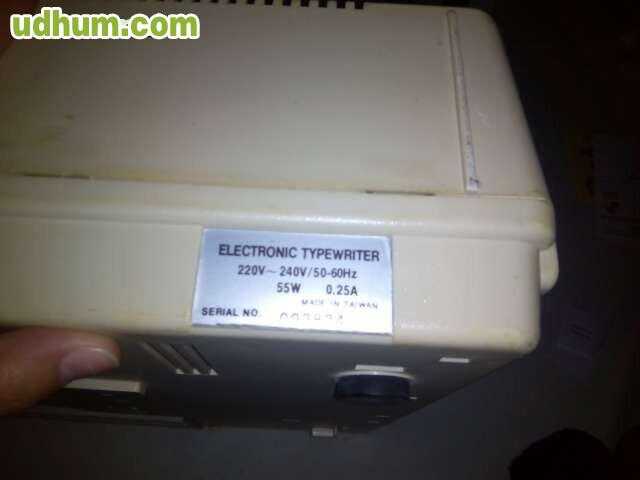 udhum.com
ELECTRONIC TYPEWRITER
220V~240V/50-60Hz
55W 0.25A
MADE IN TAIWAN
SERIAL NO.